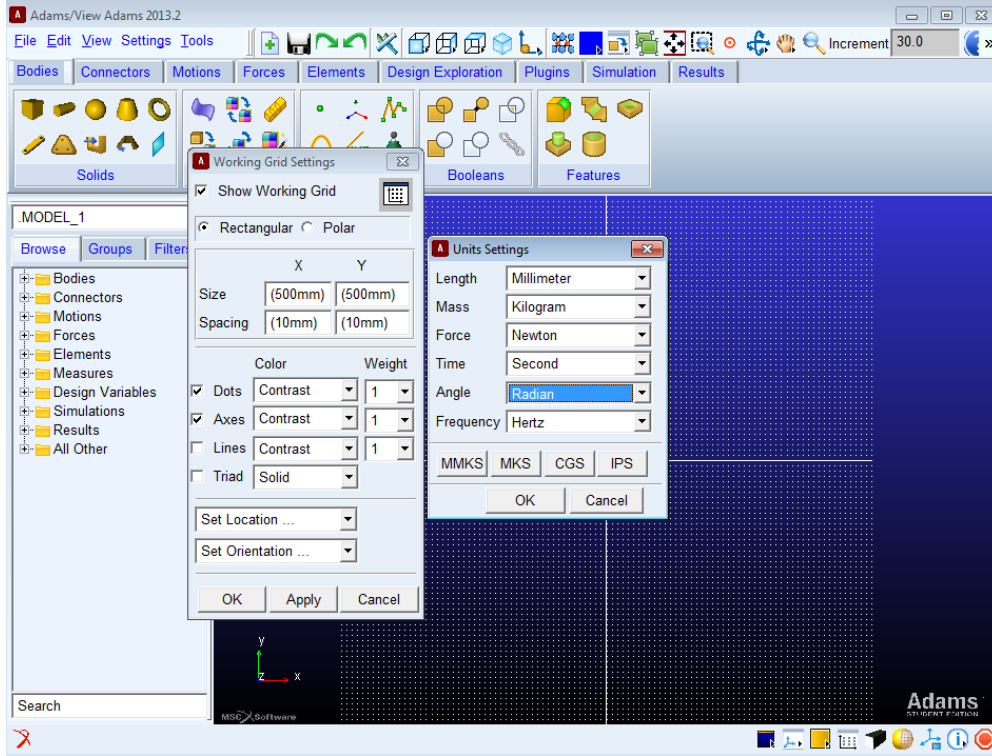 Adams/View Adams 2013.2
File Edit View Settings Tools
Increment 30.0 »
Bodies Connectors Motions Forces Elements Design Exploration Plugins Simulation Results
Solids Booleans Features
.MODEL_1
Browse Groups Filter
Bodies
Connectors
Motions
Forces
Elements
Measures
Design Variables
Simulations
Results
All Other
Search
Working Grid Settings
Show Working Grid
Rectangular Polar
X Y
Size (500mm) (500mm)
Spacing (10mm) (10mm)
Color Weight
Dots Contrast 1
Axes Contrast 1
Lines Contrast 1
Triad Solid
Set Location ...
Set Orientation ...
OK Apply Cancel
Units Settings
Length Millimeter
Mass Kilogram
Force Newton
Time Second
Angle Radian
Frequency Hertz
MMKS MKS CGS IPS
OK Cancel
y
z x
MSC Software
Adams
STUDENT EDITION